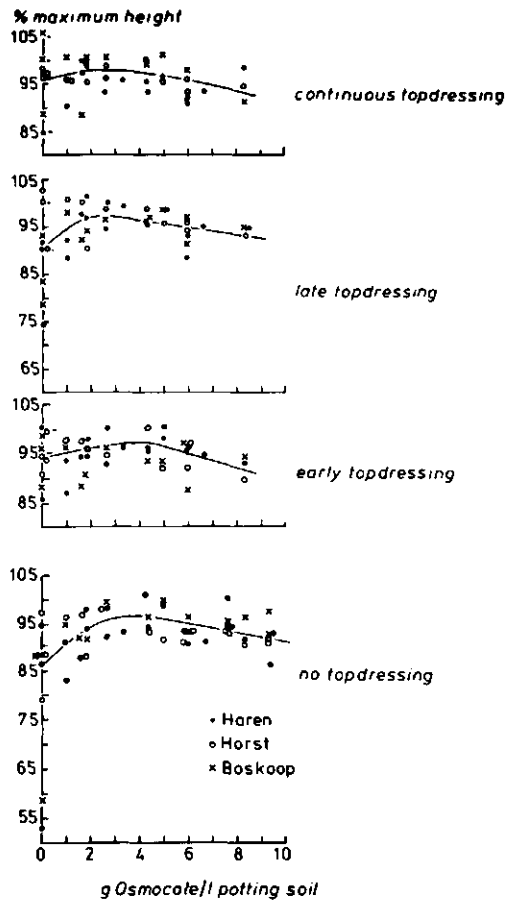 % maximum height
105
95
85
continuous topdressing
105
95
85
75
65
late topdressing
105
95
85
early topdressing
105
95
85
75
65
55
no topdressing
• Haren
o Horst
x Boskoop
0 2 4 6 8 10
g Osmocate/l potting soil